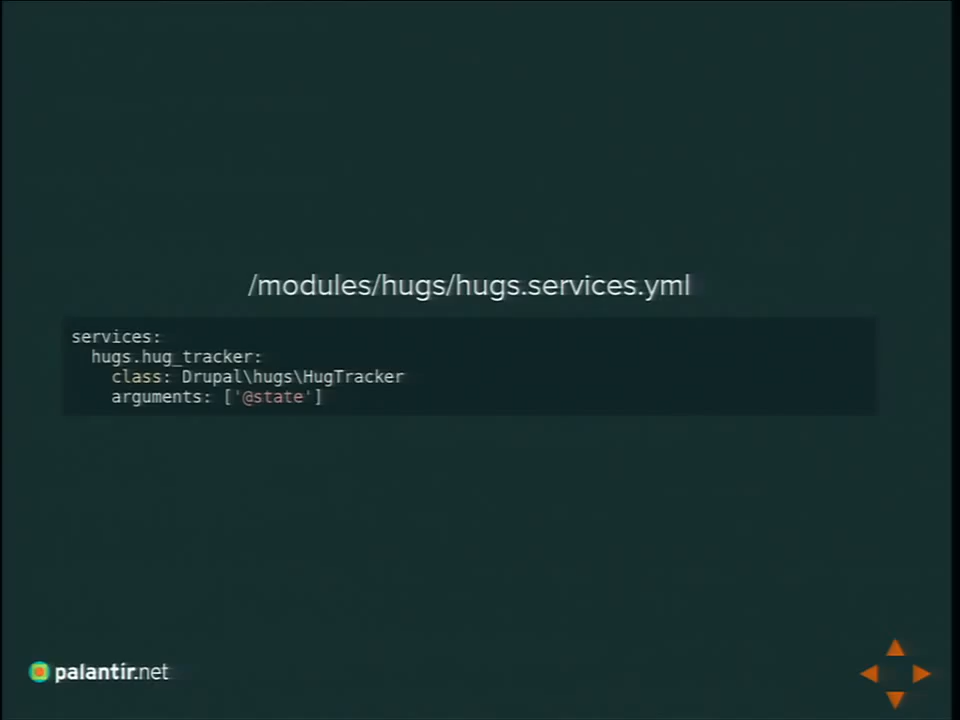 /modules/hugs/hugs.services.yml
services:
  hugs.hug_tracker:
    class: Drupal\hugs\HugTracker
    arguments: ['@state']
palantir.net